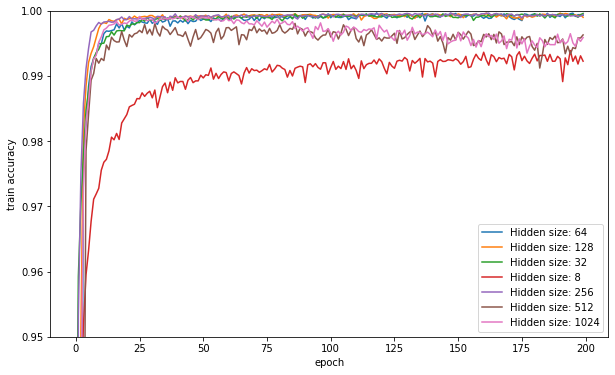 1.00
0.99
0.98
0.97
0.96
0.95
train accuracy
0
25
50
75
100
125
150
175
200
epoch
Hidden size: 64
Hidden size: 128
Hidden size: 32
Hidden size: 8
Hidden size: 256
Hidden size: 512
Hidden size: 1024